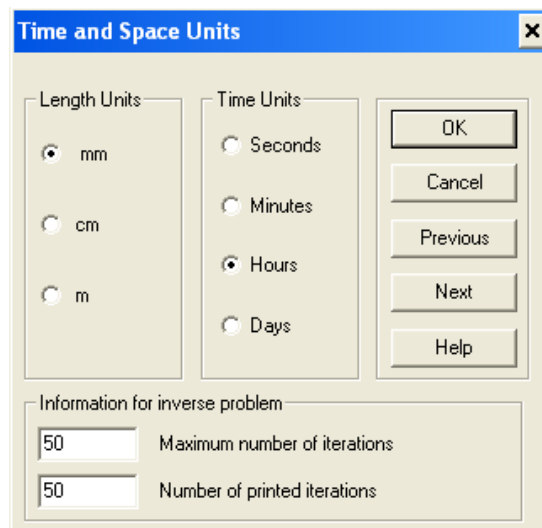 Time and Space Units
Length Units
mm
cm
m
Time Units
Seconds
Minutes
Hours
Days
OK
Cancel
Previous
Next
Help
Information for inverse problem
50 Maximum number of iterations
50 Number of printed iterations